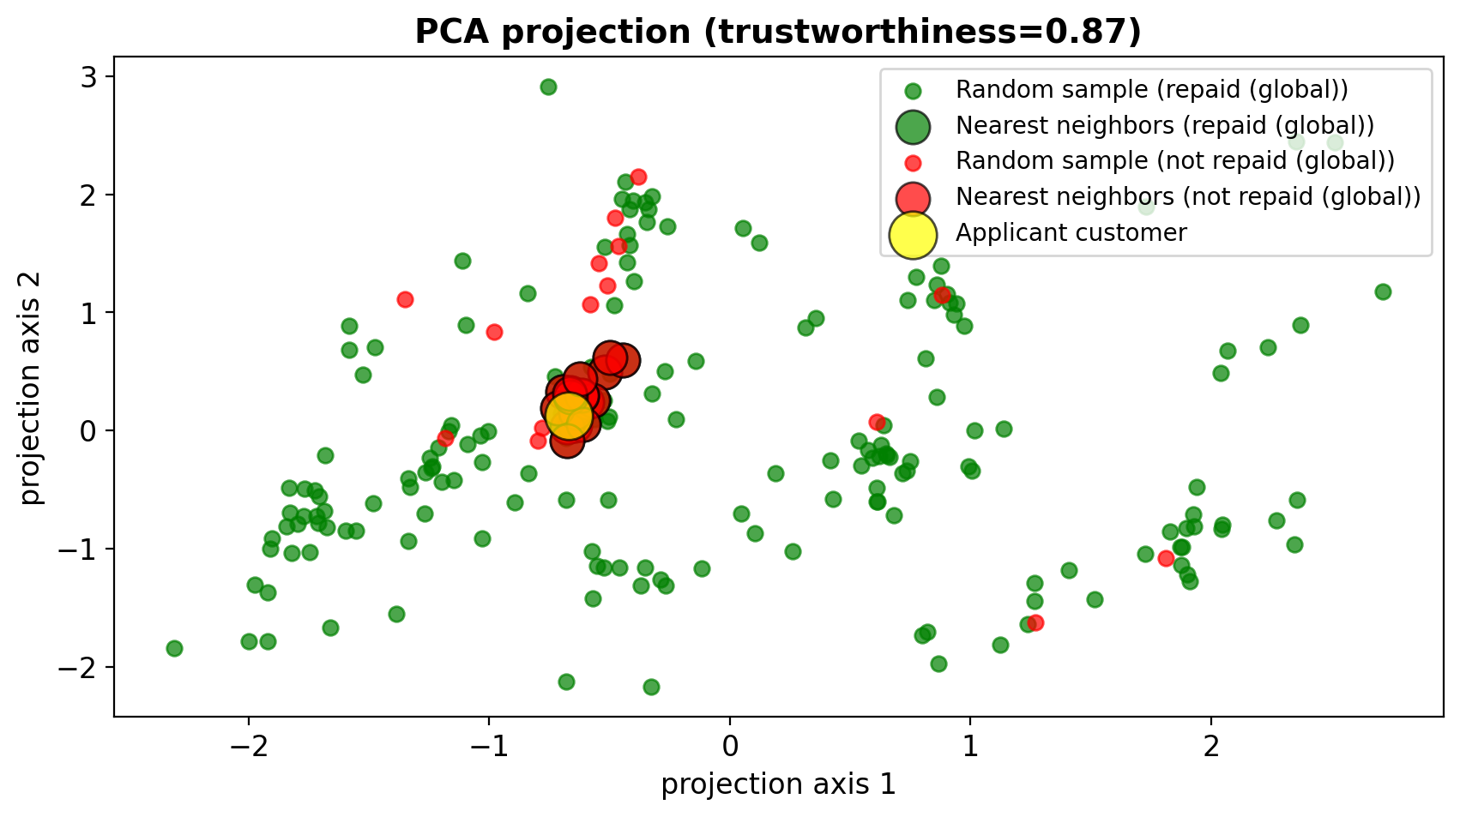 PCA projection (trustworthiness=0.87)
Random sample (repaid (global))
Nearest neighbors (repaid (global))
Random sample (not repaid (global))
Nearest neighbors (not repaid (global))
Applicant customer
projection axis 2
3
2
1
0
−1
−2
−2 −1 0 1 2
projection axis 1